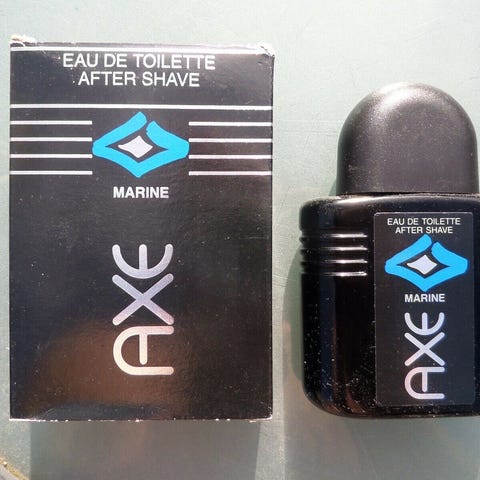 EAU DE TOILETTE
AFTER SHAVE
MARINE
AXE
EAU DE TOILETTE
AFTER SHAVE
MARINE
AXE